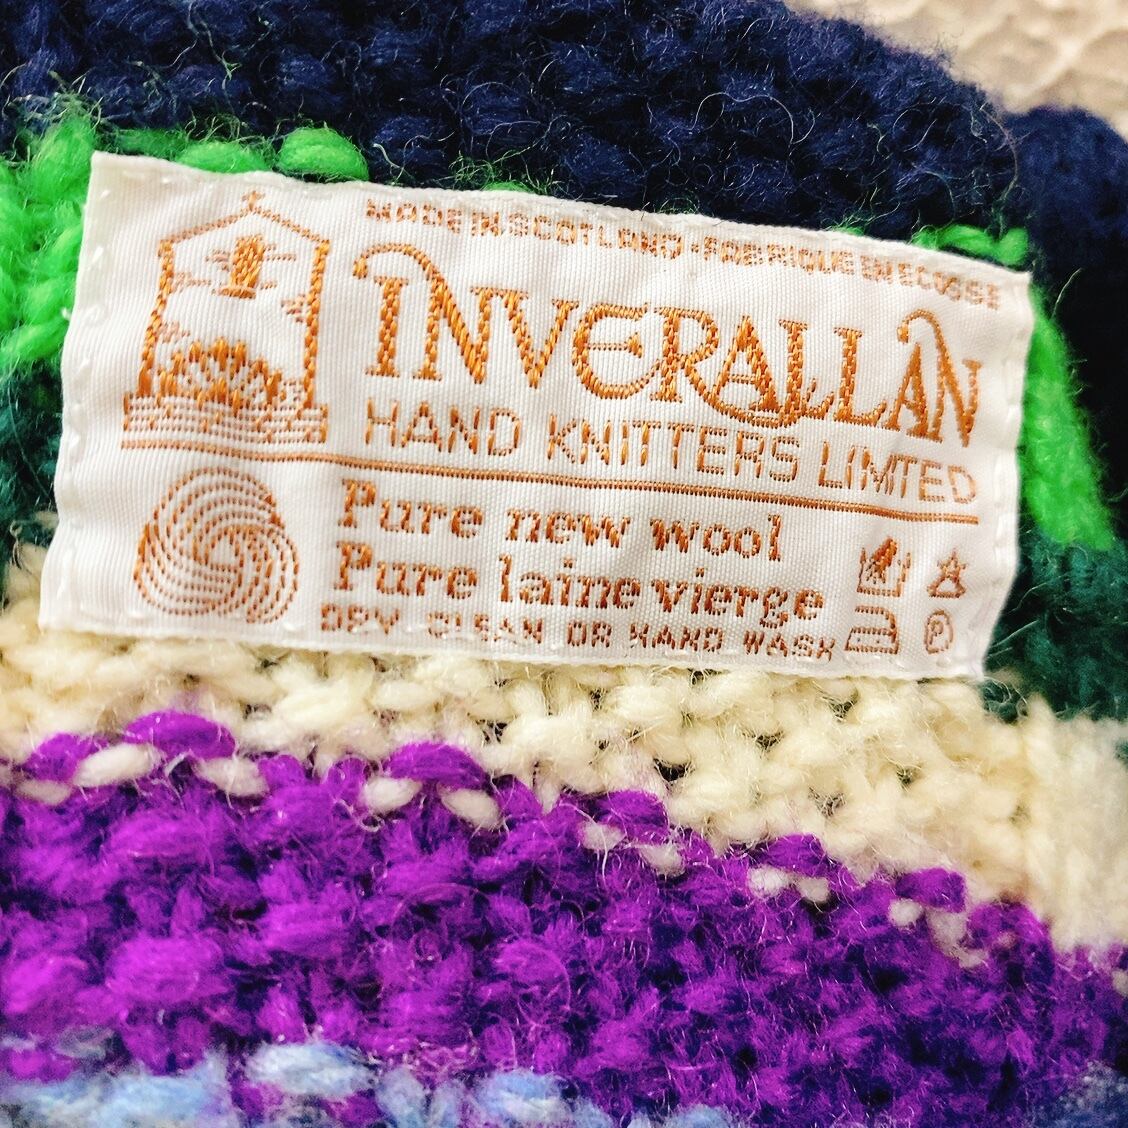 MADE IN SCOTLAND • FABRIQUE EN ECOSSE
INVERALLAN
HAND KNITTERS LIMITED
Pure new wool
Pure laine vierge
DRY CLEAN OR HAND WASH
P